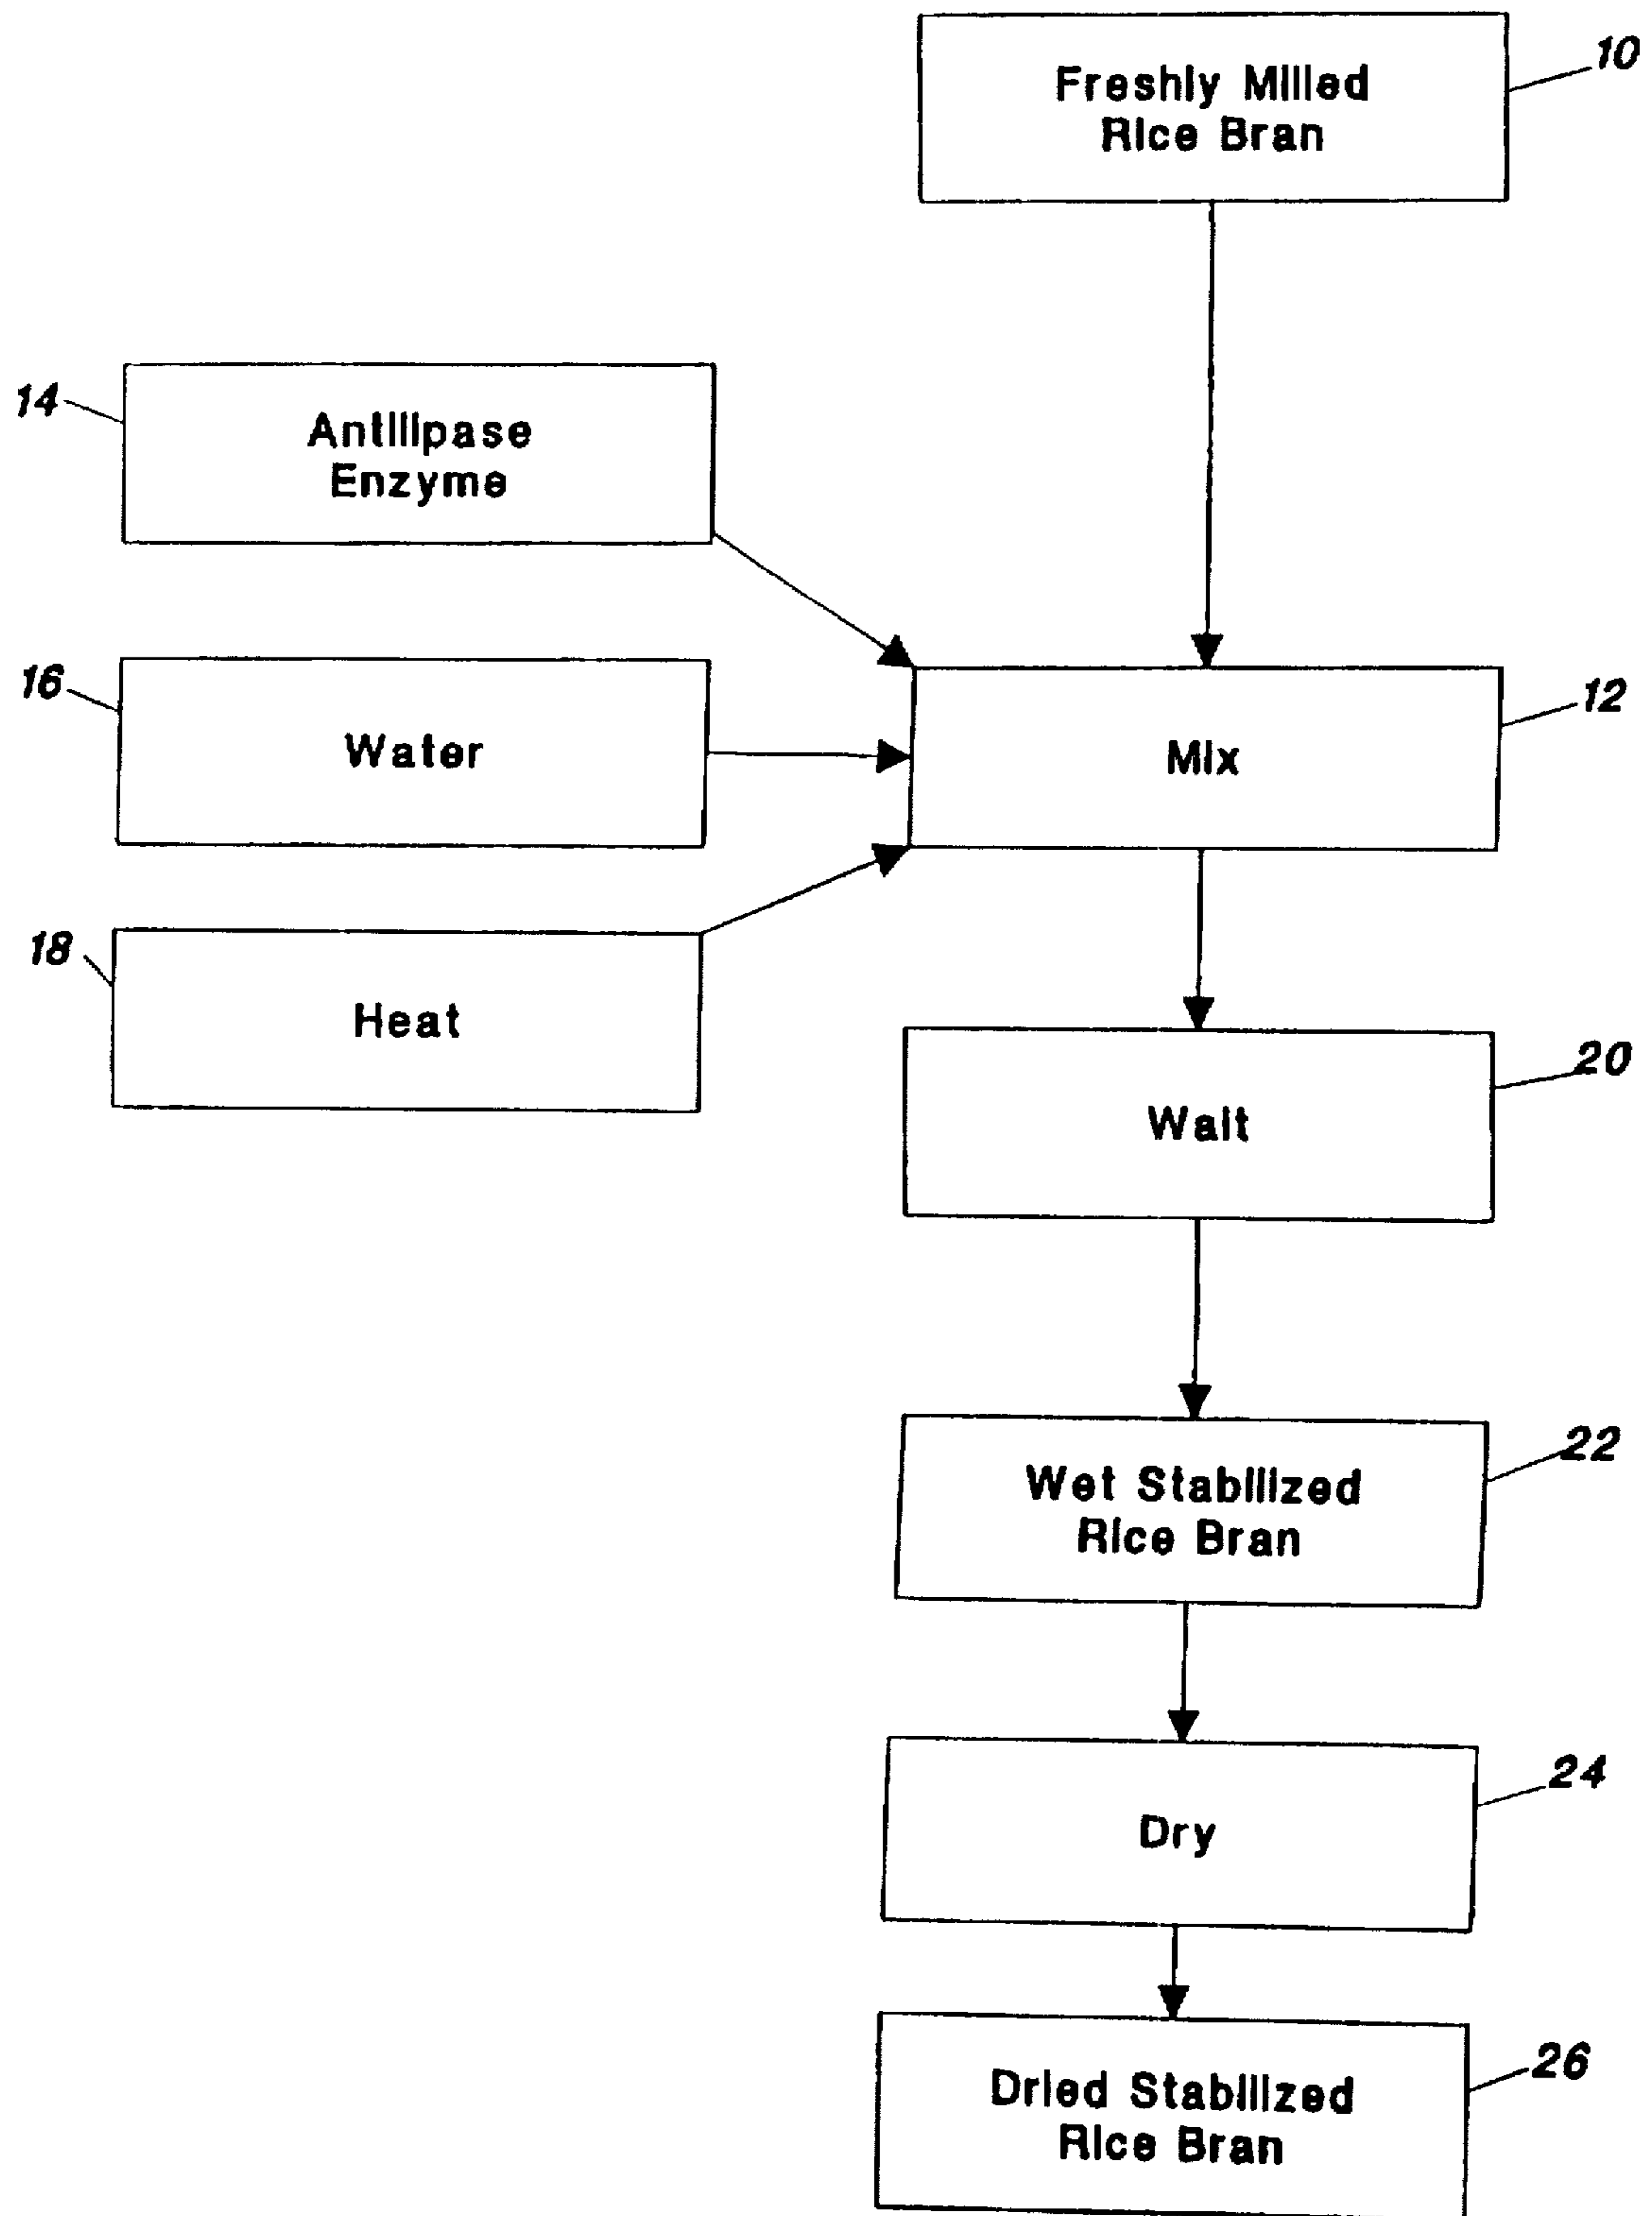 10
Freshly Milled
Rice Bran
14
Antilipase
Enzyme
16
Water
12
Mix
18
Heat
20
Wait
22
Wet Stabilized
Rice Bran
24
Dry
26
Dried Stabilized
Rice Bran